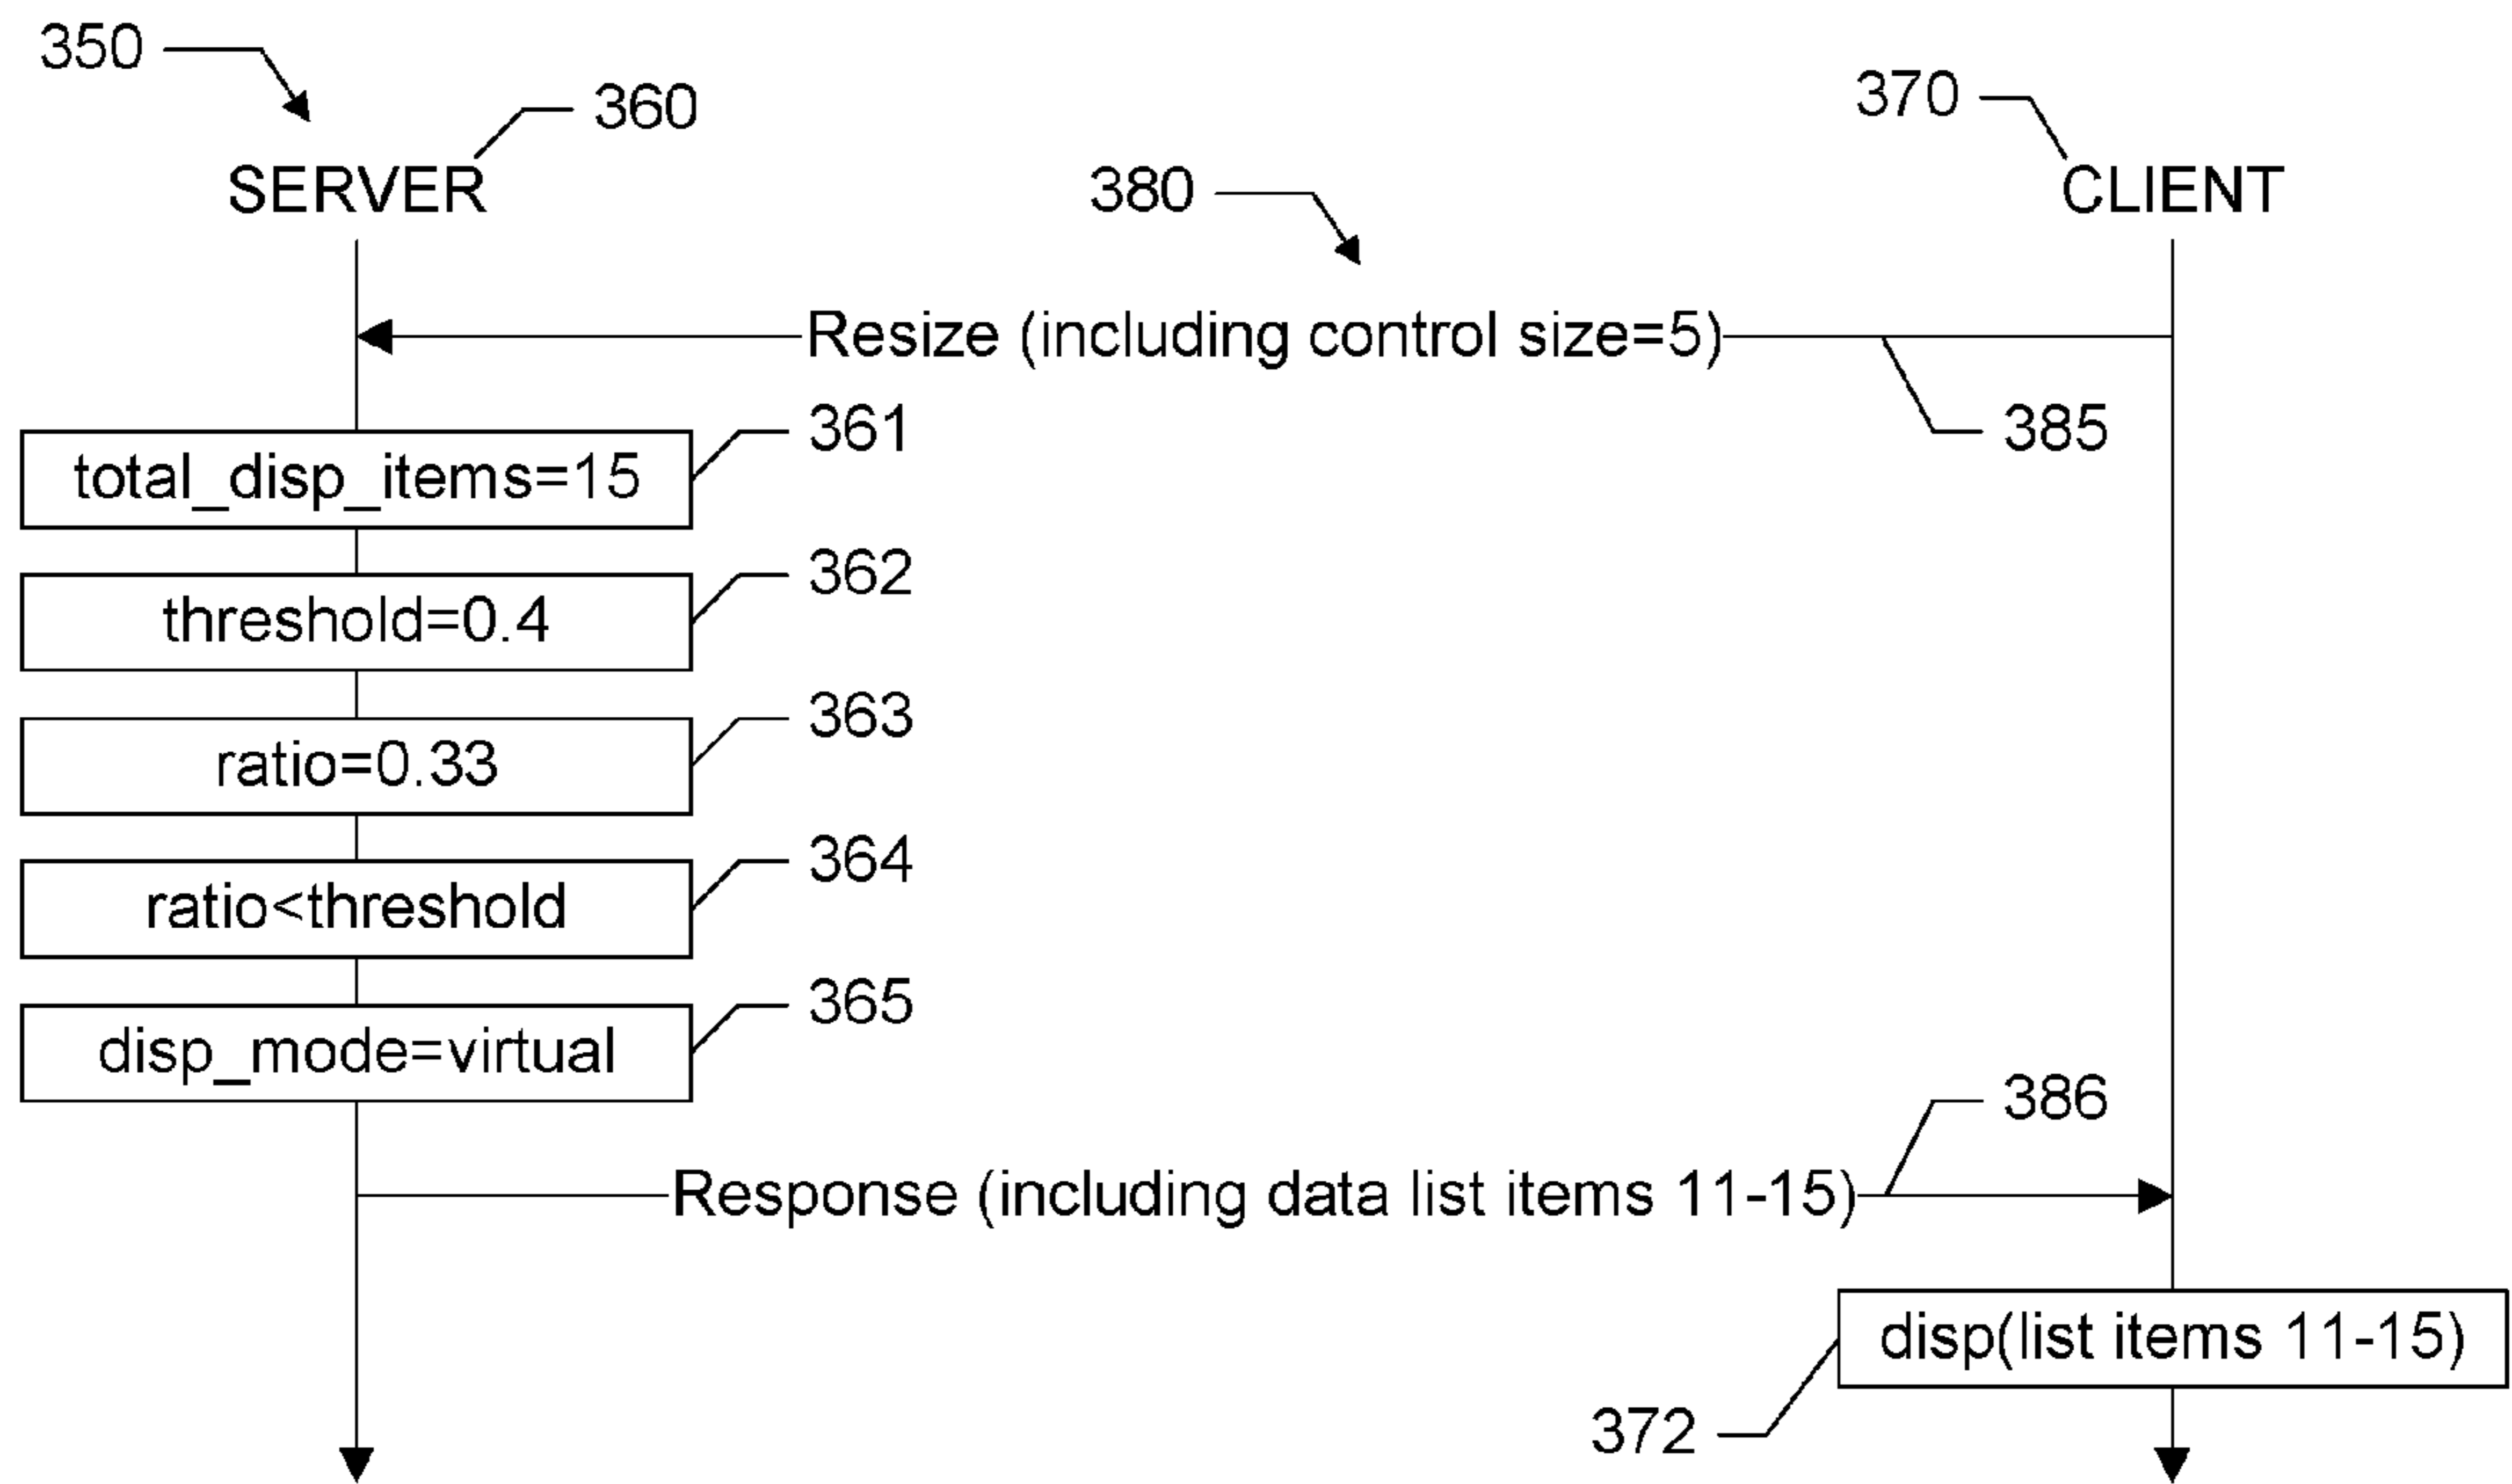 350
360
370
SERVER
380
CLIENT
Resize (including control size=5)
385
361
total_disp_items=15
362
threshold=0.4
363
ratio=0.33
364
ratio<threshold
365
disp_mode=virtual
386
Response (including data list items 11-15)
disp(list items 11-15)
372